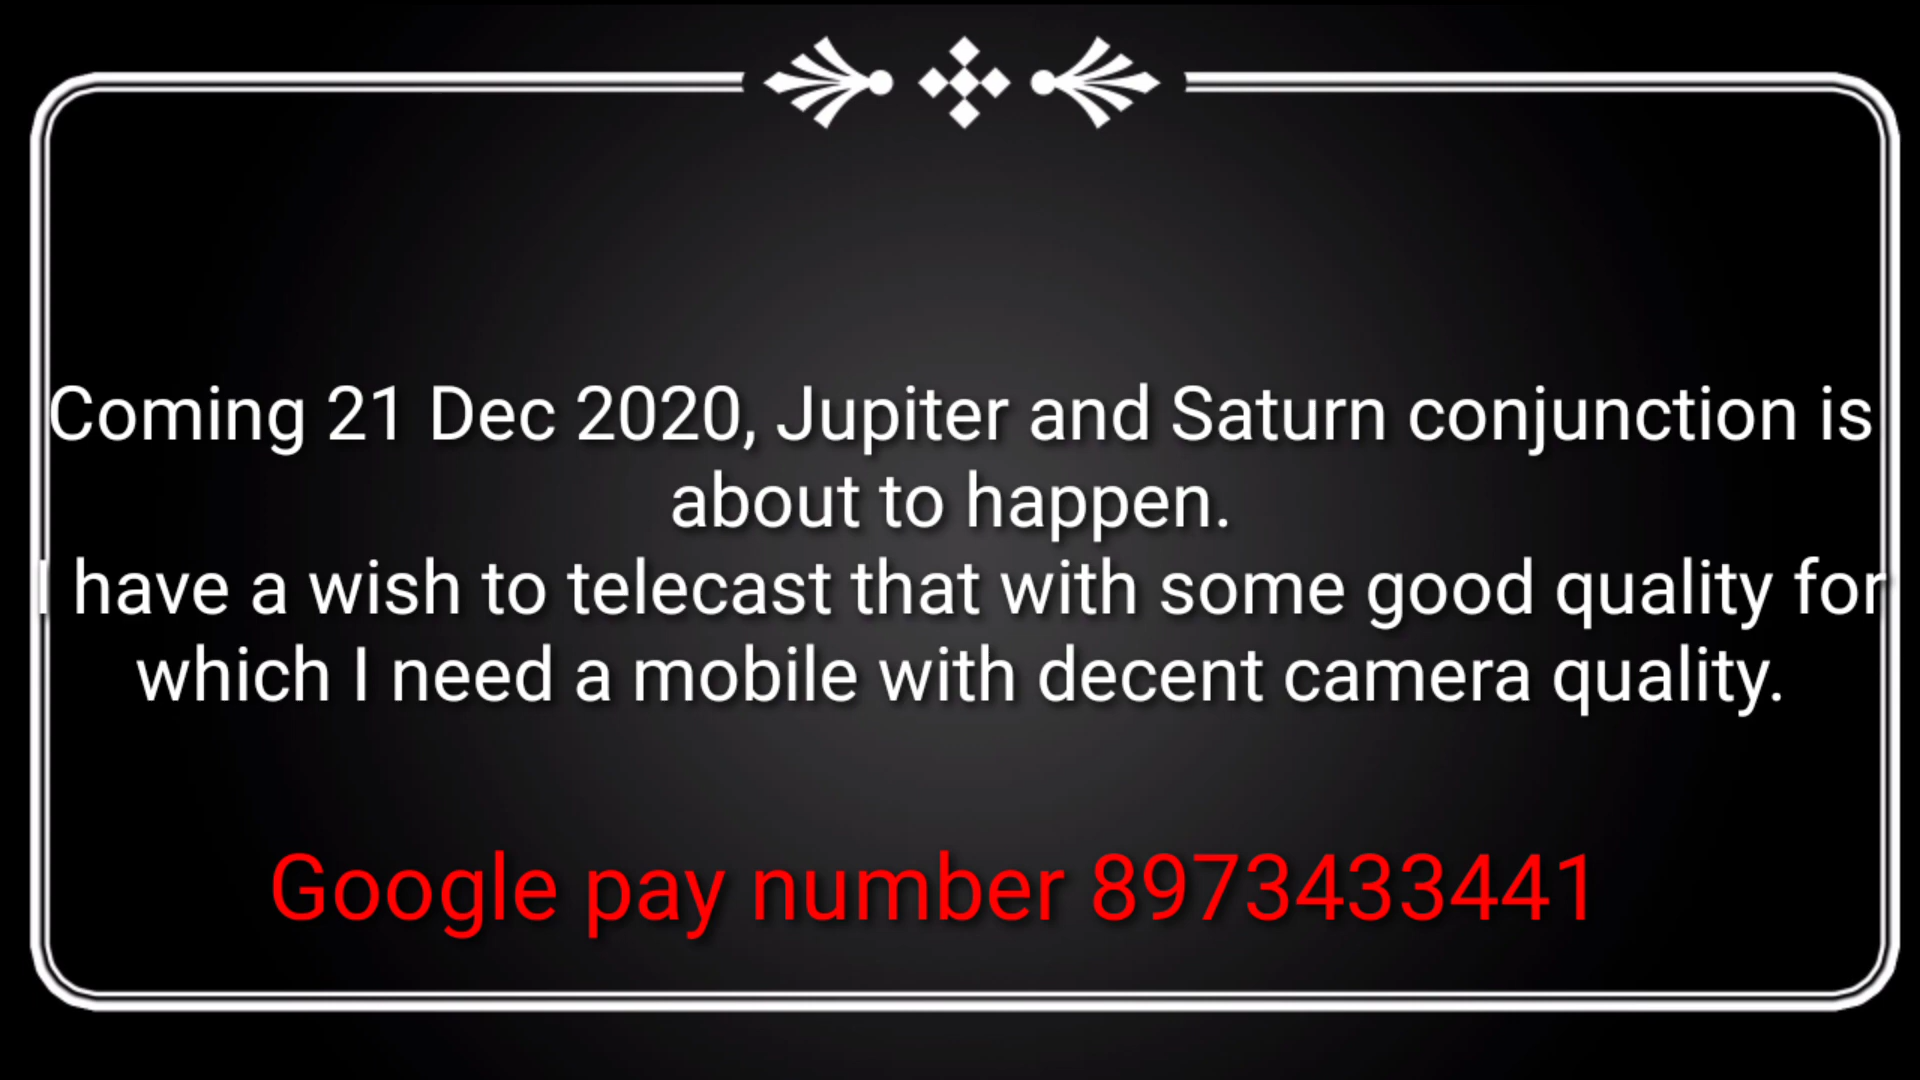 Coming 21 Dec 2020, Jupiter and Saturn conjunction is
about to happen.
I have a wish to telecast that with some good quality for
which I need a mobile with decent camera quality.
Google pay number 8973433441